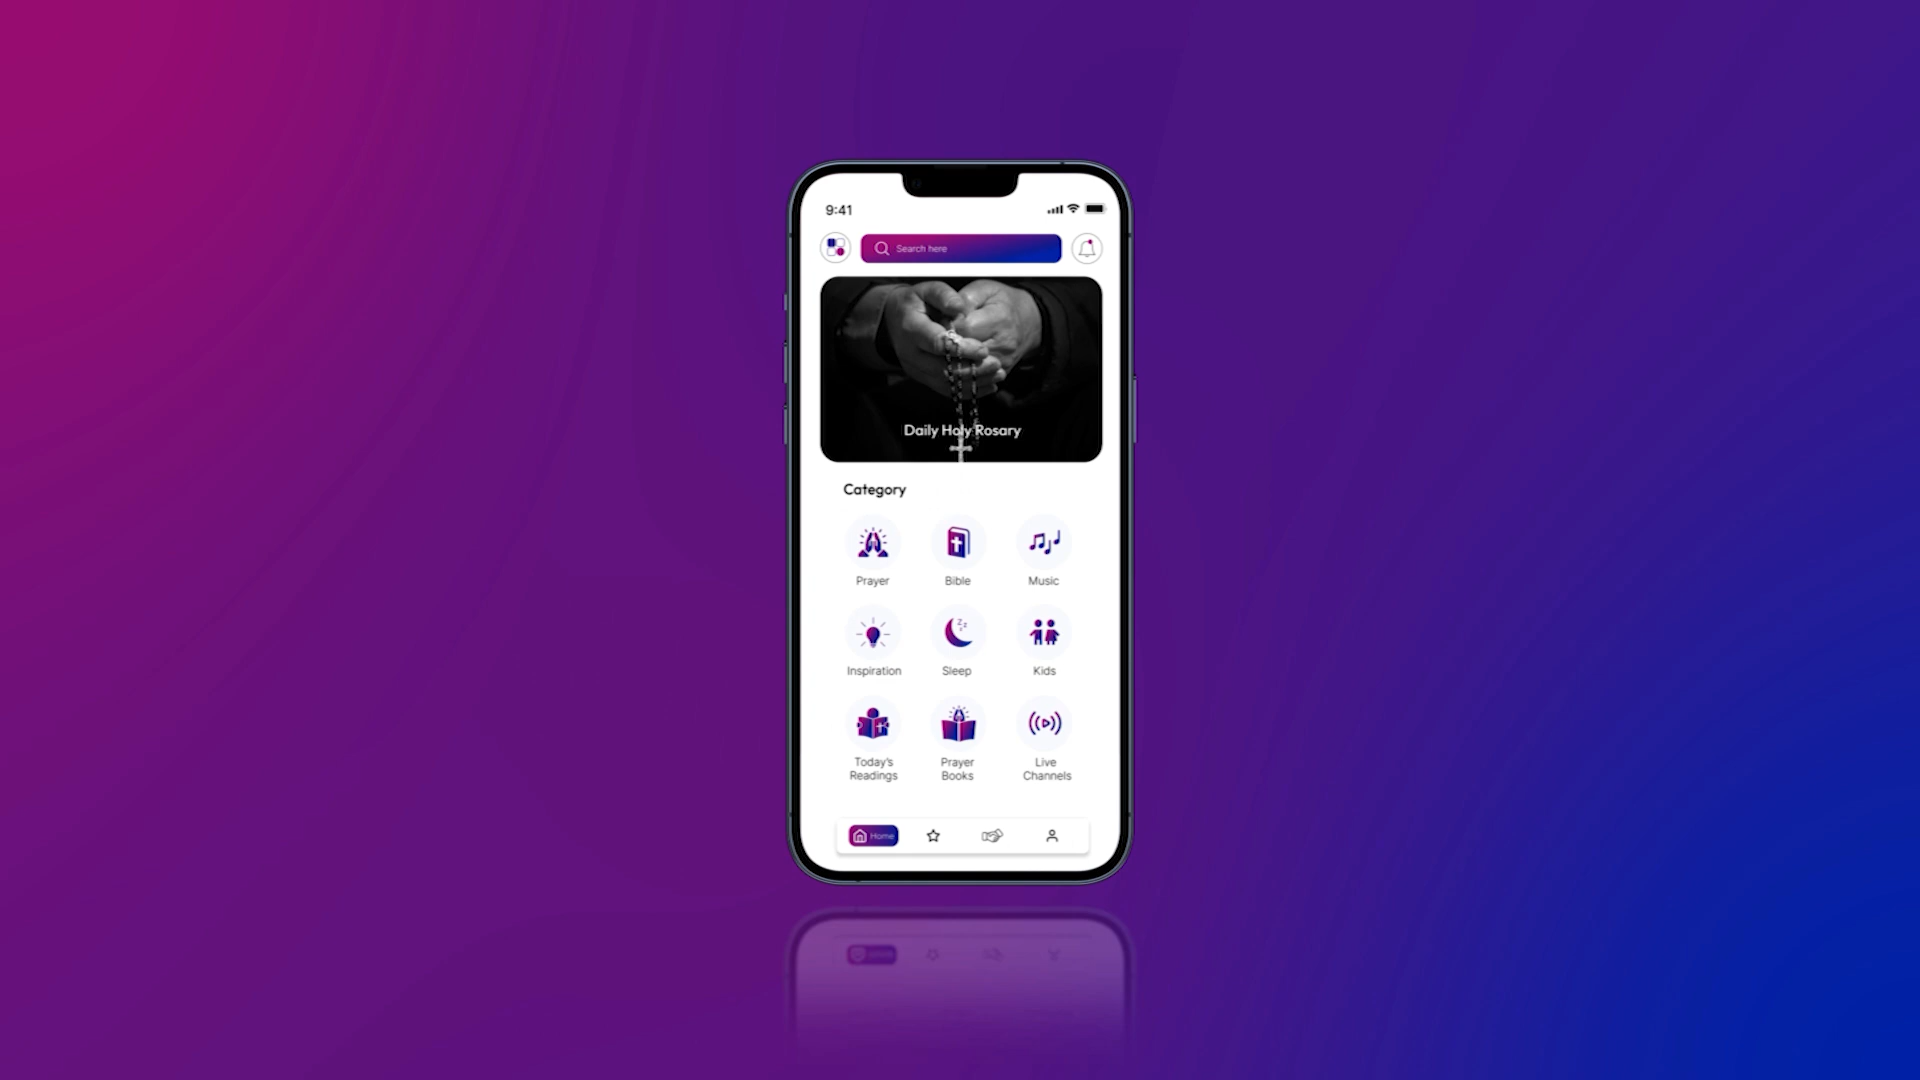 9:41
Search here
Daily Holy Rosary
Category
Prayer
Bible
Music
Inspiration
Sleep
z z z
Kids
Today's
Readings
Prayer
Books
Live
Channels
Home